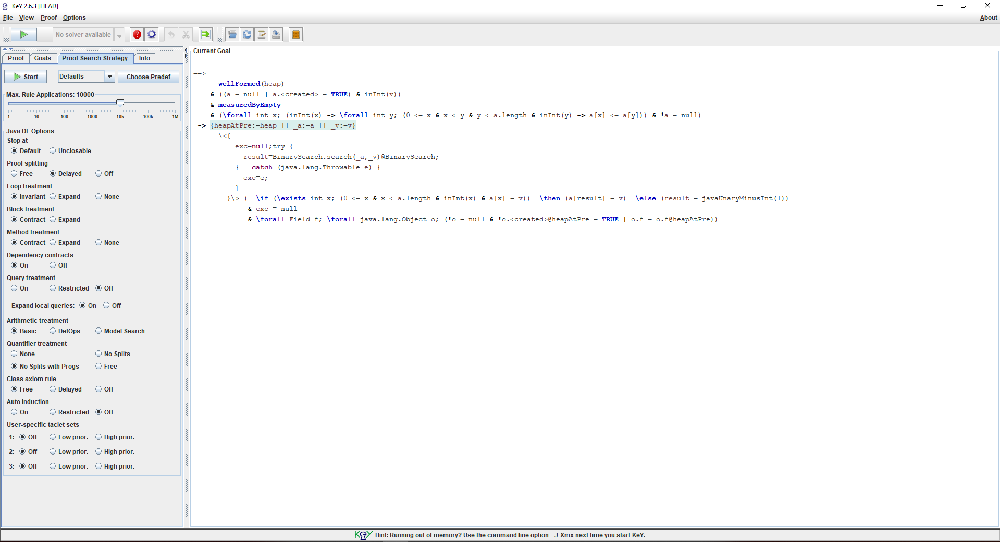 KeY 2.6.3 [HEAD]
File View Proof Options About
No solver available
Proof Goals Proof Search Strategy Info
Start Defaults Choose Predef
Max. Rule Applications: 10000
1 10 100 1000 10k 100k 1M
Java DL Options
Stop at
Default Unclosable
Proof splitting
Free Delayed Off
Loop treatment
Invariant Expand None
Block treatment
Contract Expand
Method treatment
Contract Expand None
Dependency contracts
On Off
Query treatment
On Restricted Off
Expand local queries: On Off
Arithmetic treatment
Basic DefOps Model Search
Quantifier treatment
None No Splits
No Splits with Progs Free
Class axiom rule
Free Delayed Off
Auto Induction
On Restricted Off
User-specific taclet sets
1: Off Low prior. High prior.
2: Off Low prior. High prior.
3: Off Low prior. High prior.
Current Goal
==>
wellFormed(heap)
& ((a = null | a.<created> = TRUE) & inInt(v))
& measuredByEmpty
& (\forall int x; (inInt(x) -> \forall int y; (0 <= x & x < y & y < a.length & inInt(y) -> a[x] <= a[y])) & !a = null)
-> {heapAtPre:=heap || _a:=a || _v:=v}
\<{
exc=null;try {
result=BinarySearch.search(_a,_v)@BinarySearch;
} catch (java.lang.Throwable e) {
exc=e;
}
}\> ( \if (\exists int x; (0 <= x & x < a.length & inInt(x) & a[x] = v)) \then (a[result] = v) \else (result = javaUnaryMinusInt(1))
& exc = null
& \forall Field f; \forall java.lang.Object o; (!o = null & !o.<created>@heapAtPre = TRUE | o.f = o.f@heapAtPre))
KeY Hint: Running out of memory? Use the command line option --J-Xmx next time you start KeY.